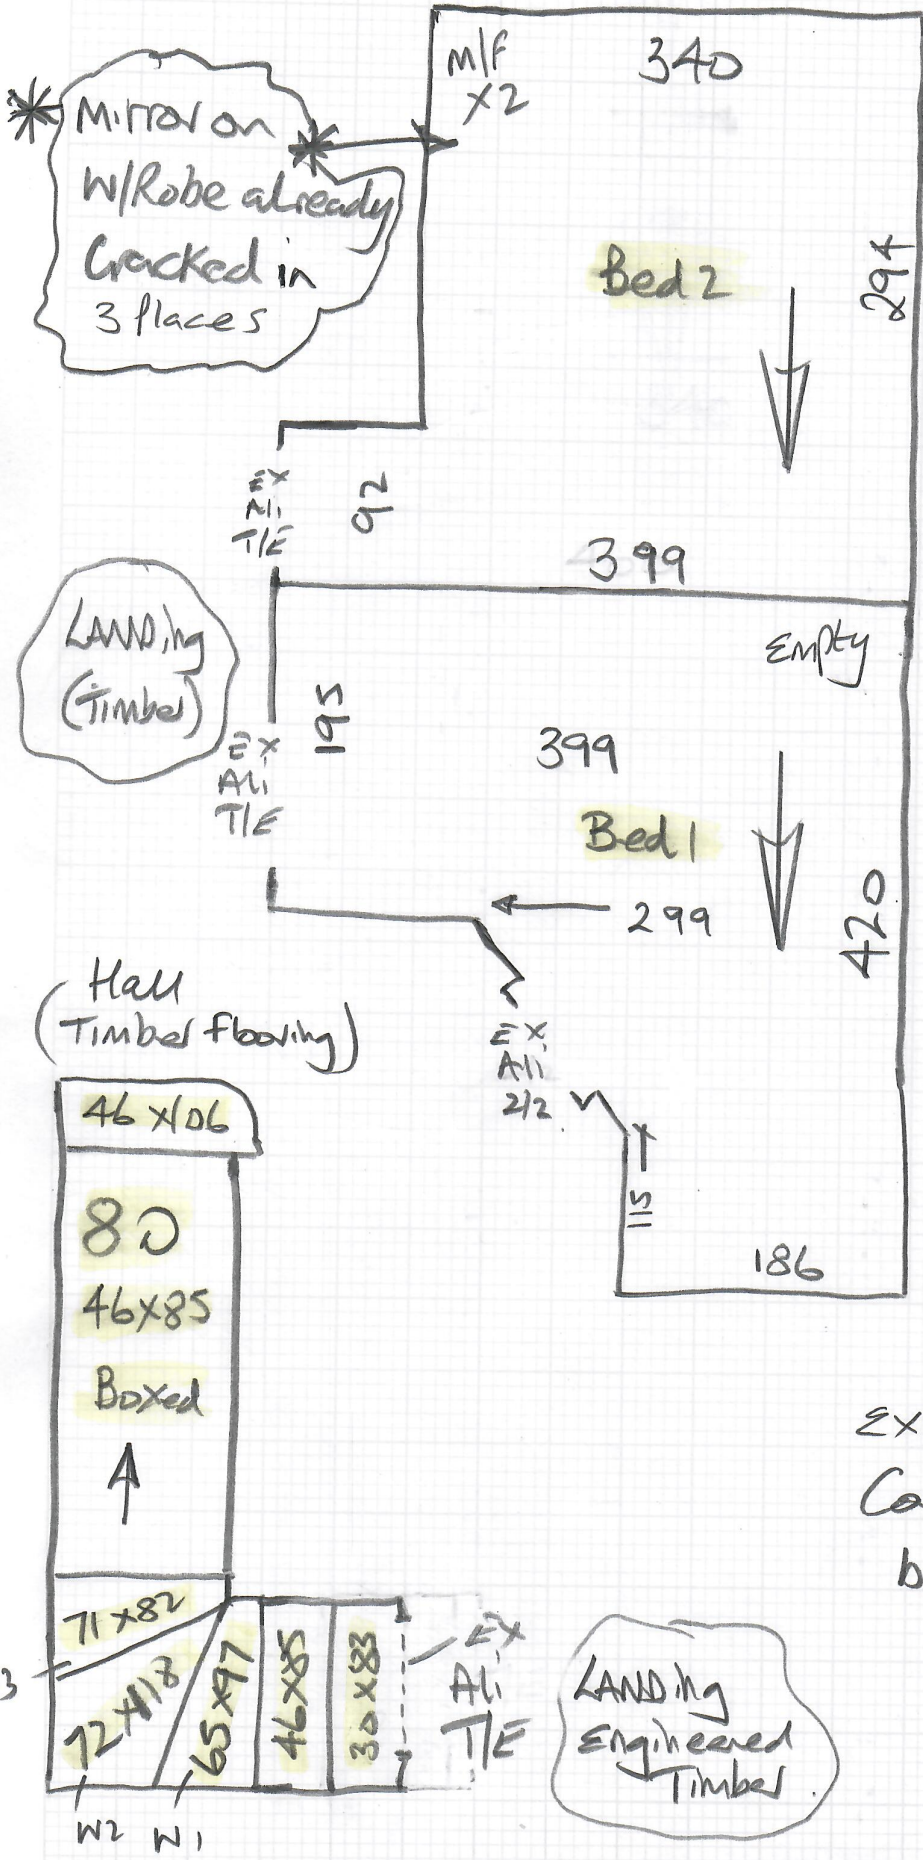 M/F
X2
340
Mirror on
W/Robe already
Cracked in
3 Places
Bed 2
294
EX
Ali
T/E
92
399
LANDing
(Timber)
Empty
195
399
EX
Ali
T/E
Bed 1
299
420
Hall
(Timber flooring)
EX
Ali
2/2
46 X 106
115
186
80
46X85
Boxed
EX
Co
b
71 X 82
3
72 X 118
65 X 97
46 X 85
30 X 83
EX
Ali
T/E
LANDing
Engineered
Timber
W2
W1